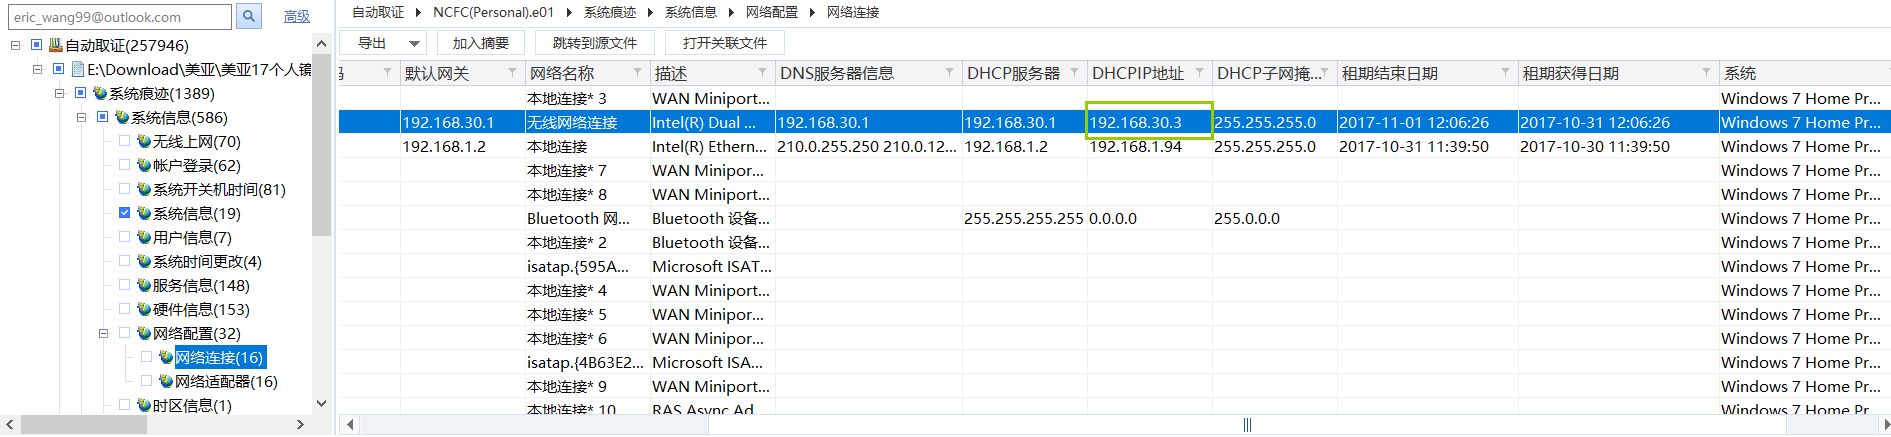 eric_wang99@outlook.com 高级
自动取证(257946)
E:\Download\美亚\美亚17个人镜
系统痕迹(1389)
系统信息(586)
无线上网(70)
帐户登录(62)
系统开关机时间(81)
系统信息(19)
用户信息(7)
系统时间更改(4)
服务信息(148)
硬件信息(153)
网络配置(32)
网络连接(16)
网络适配器(16)
时区信息(1)
自动取证 NCFC(Personal).e01 系统痕迹 系统信息 网络配置 网络连接
导出 加入摘要 跳转到源文件 打开关联文件
默认网关 网络名称 描述 DNS服务器信息 DHCP服务器 DHCPIP地址 DHCP子网掩... 租期结束日期 租期获得日期 系统
本地连接* 3 WAN Miniport... Windows 7 Home Pr...
192.168.30.1 无线网络连接 Intel(R) Dual ... 192.168.30.1 192.168.30.1 192.168.30.3 255.255.255.0 2017-11-01 12:06:26 2017-10-31 12:06:26 Windows 7 Home Pr...
192.168.1.2 本地连接 Intel(R) Ethern... 210.0.255.250 210.0.12... 192.168.1.2 192.168.1.94 255.255.255.0 2017-10-31 11:39:50 2017-10-30 11:39:50 Windows 7 Home Pr...
本地连接* 7 WAN Minipor... Windows 7 Home Pr...
本地连接* 8 WAN Miniport... Windows 7 Home Pr...
Bluetooth 网... Bluetooth 设备... 255.255.255.255 0.0.0.0 255.0.0.0 Windows 7 Home Pr...
本地连接* 2 Bluetooth 设备... Windows 7 Home Pr...
isatap.{595A... Microsoft ISAT... Windows 7 Home Pr...
本地连接* 4 WAN Miniport... Windows 7 Home Pr...
本地连接* 5 WAN Minipor... Windows 7 Home Pr...
本地连接* 6 WAN Minipor... Windows 7 Home Pr...
isatap.{4B63E2... Microsoft ISA... Windows 7 Home Pr...
本地连接* 9 WAN Miniport... Windows 7 Home Pr...
本地连接* 10 RAS Async Ad... Windows 7 Home Pr...